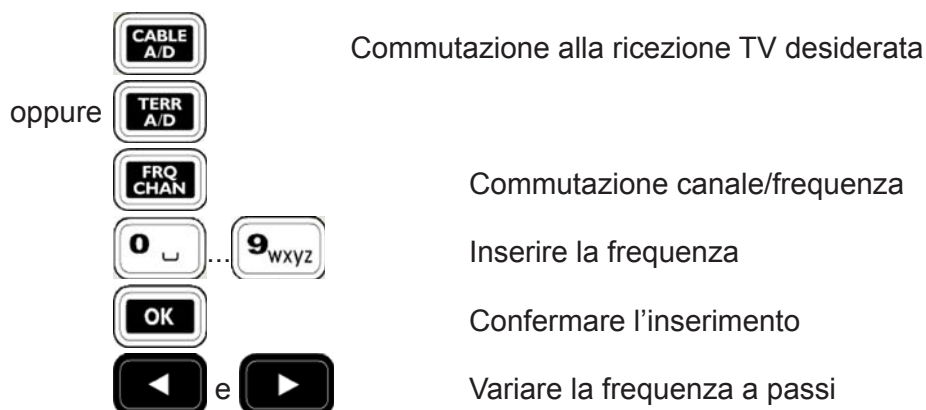 CABLE A/D Commutazione alla ricezione TV desiderata
oppure TERR A/D
FRQ CHAN Commutazione canale/frequenza
0 ␣...9wxyz Inserire la frequenza
OK Confermare l'inserimento
◄ e ► Variare la frequenza a passi